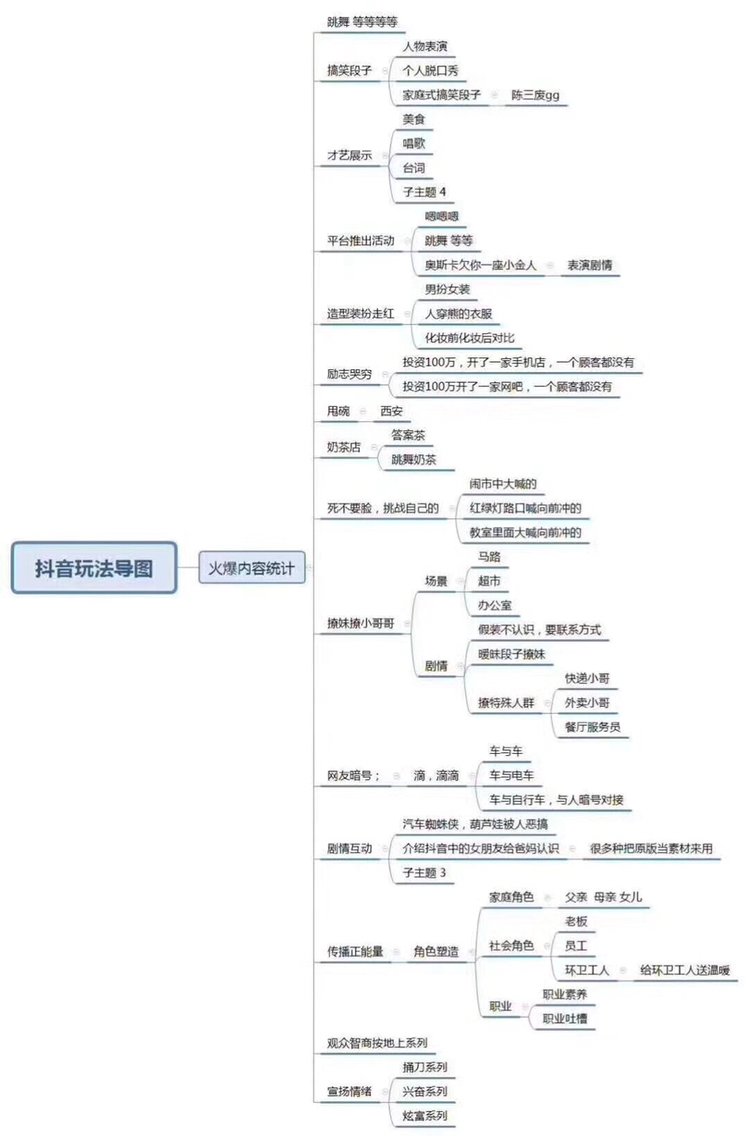 跳舞 等等等等
人物表演
搞笑段子
个人脱口秀
家庭式搞笑段子
陈三废gg
美食
唱歌
才艺展示
台词
子主题 4
嗯嗯嗯
平台推出活动
跳舞 等等
奥斯卡欠你一座小金人
表演剧情
男扮女装
造型装扮走红
人穿熊的衣服
化妆前化妆后对比
投资100万，开了一家手机店，一个顾客都没有
励志哭穷
投资100万开了一家网吧，一个顾客都没有
甩碗
西安
答案茶
奶茶店
跳舞奶茶
闹市中大喊的
死不要脸，挑战自己的
红绿灯路口喊向前冲的
教室里面大喊向前冲的
抖音玩法导图
火爆内容统计
马路
场景
超市
办公室
撩妹撩小哥哥
假装不认识，要联系方式
剧情
暧昧段子撩妹
快递小哥
撩特殊人群
外卖小哥
餐厅服务员
车与车
网友暗号；
滴，滴滴
车与电车
车与自行车，与人暗号对接
汽车蜘蛛侠，葫芦娃被人恶搞
剧情互动
介绍抖音中的女朋友给爸妈认识
很多种把原版当素材来用
子主题 3
家庭角色
父亲 母亲 女儿
老板
传播正能量
角色塑造
社会角色
员工
环卫工人
给环卫工人送温暖
职业素养
职业
职业吐槽
观众智商按地上系列
捅刀系列
宣扬情绪
兴奋系列
炫富系列